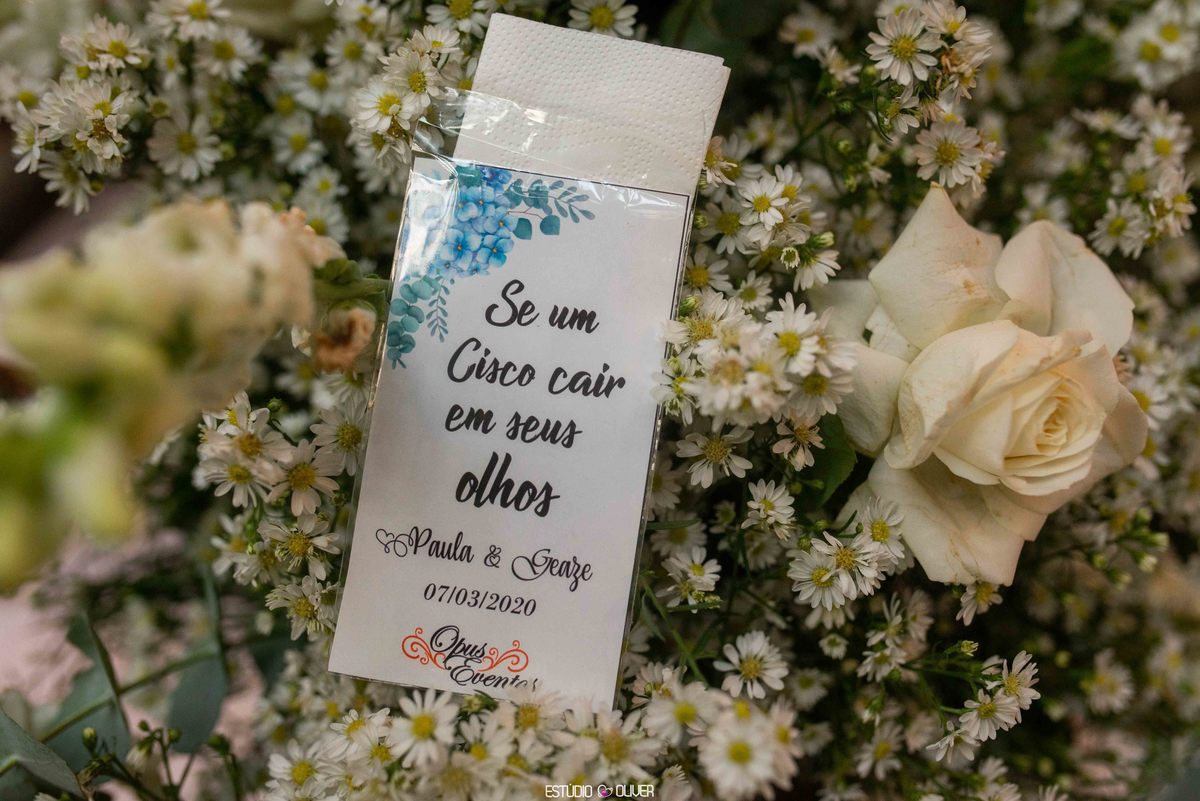 Se um
Cisco cair
em seus
olhos
Paula & Geaze
07/03/2020
Opus
Eventos
ESTÚDIO OLIVER